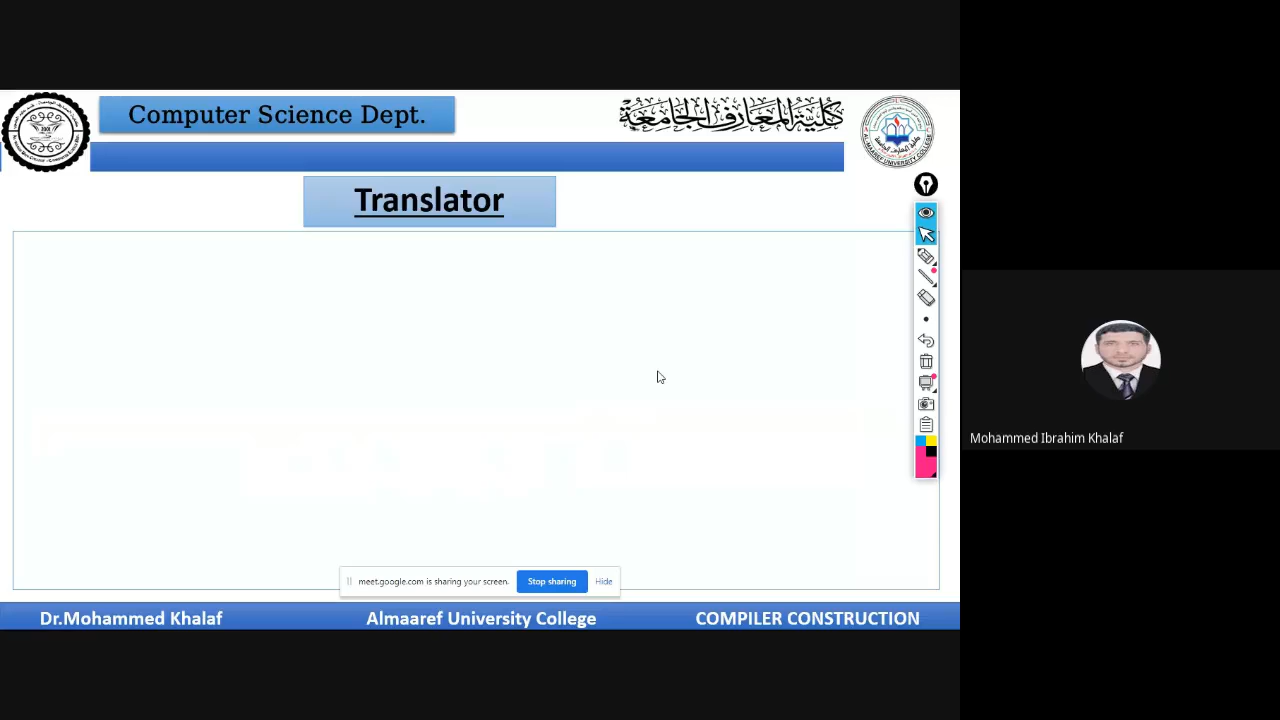 Computer Science Dept.
كلية المعارف الجامعة
Translator
Mohammed Ibrahim Khalaf
meet.google.com is sharing your screen.
Stop sharing
Hide
Dr.Mohammed Khalaf
Almaaref University College
COMPILER CONSTRUCTION